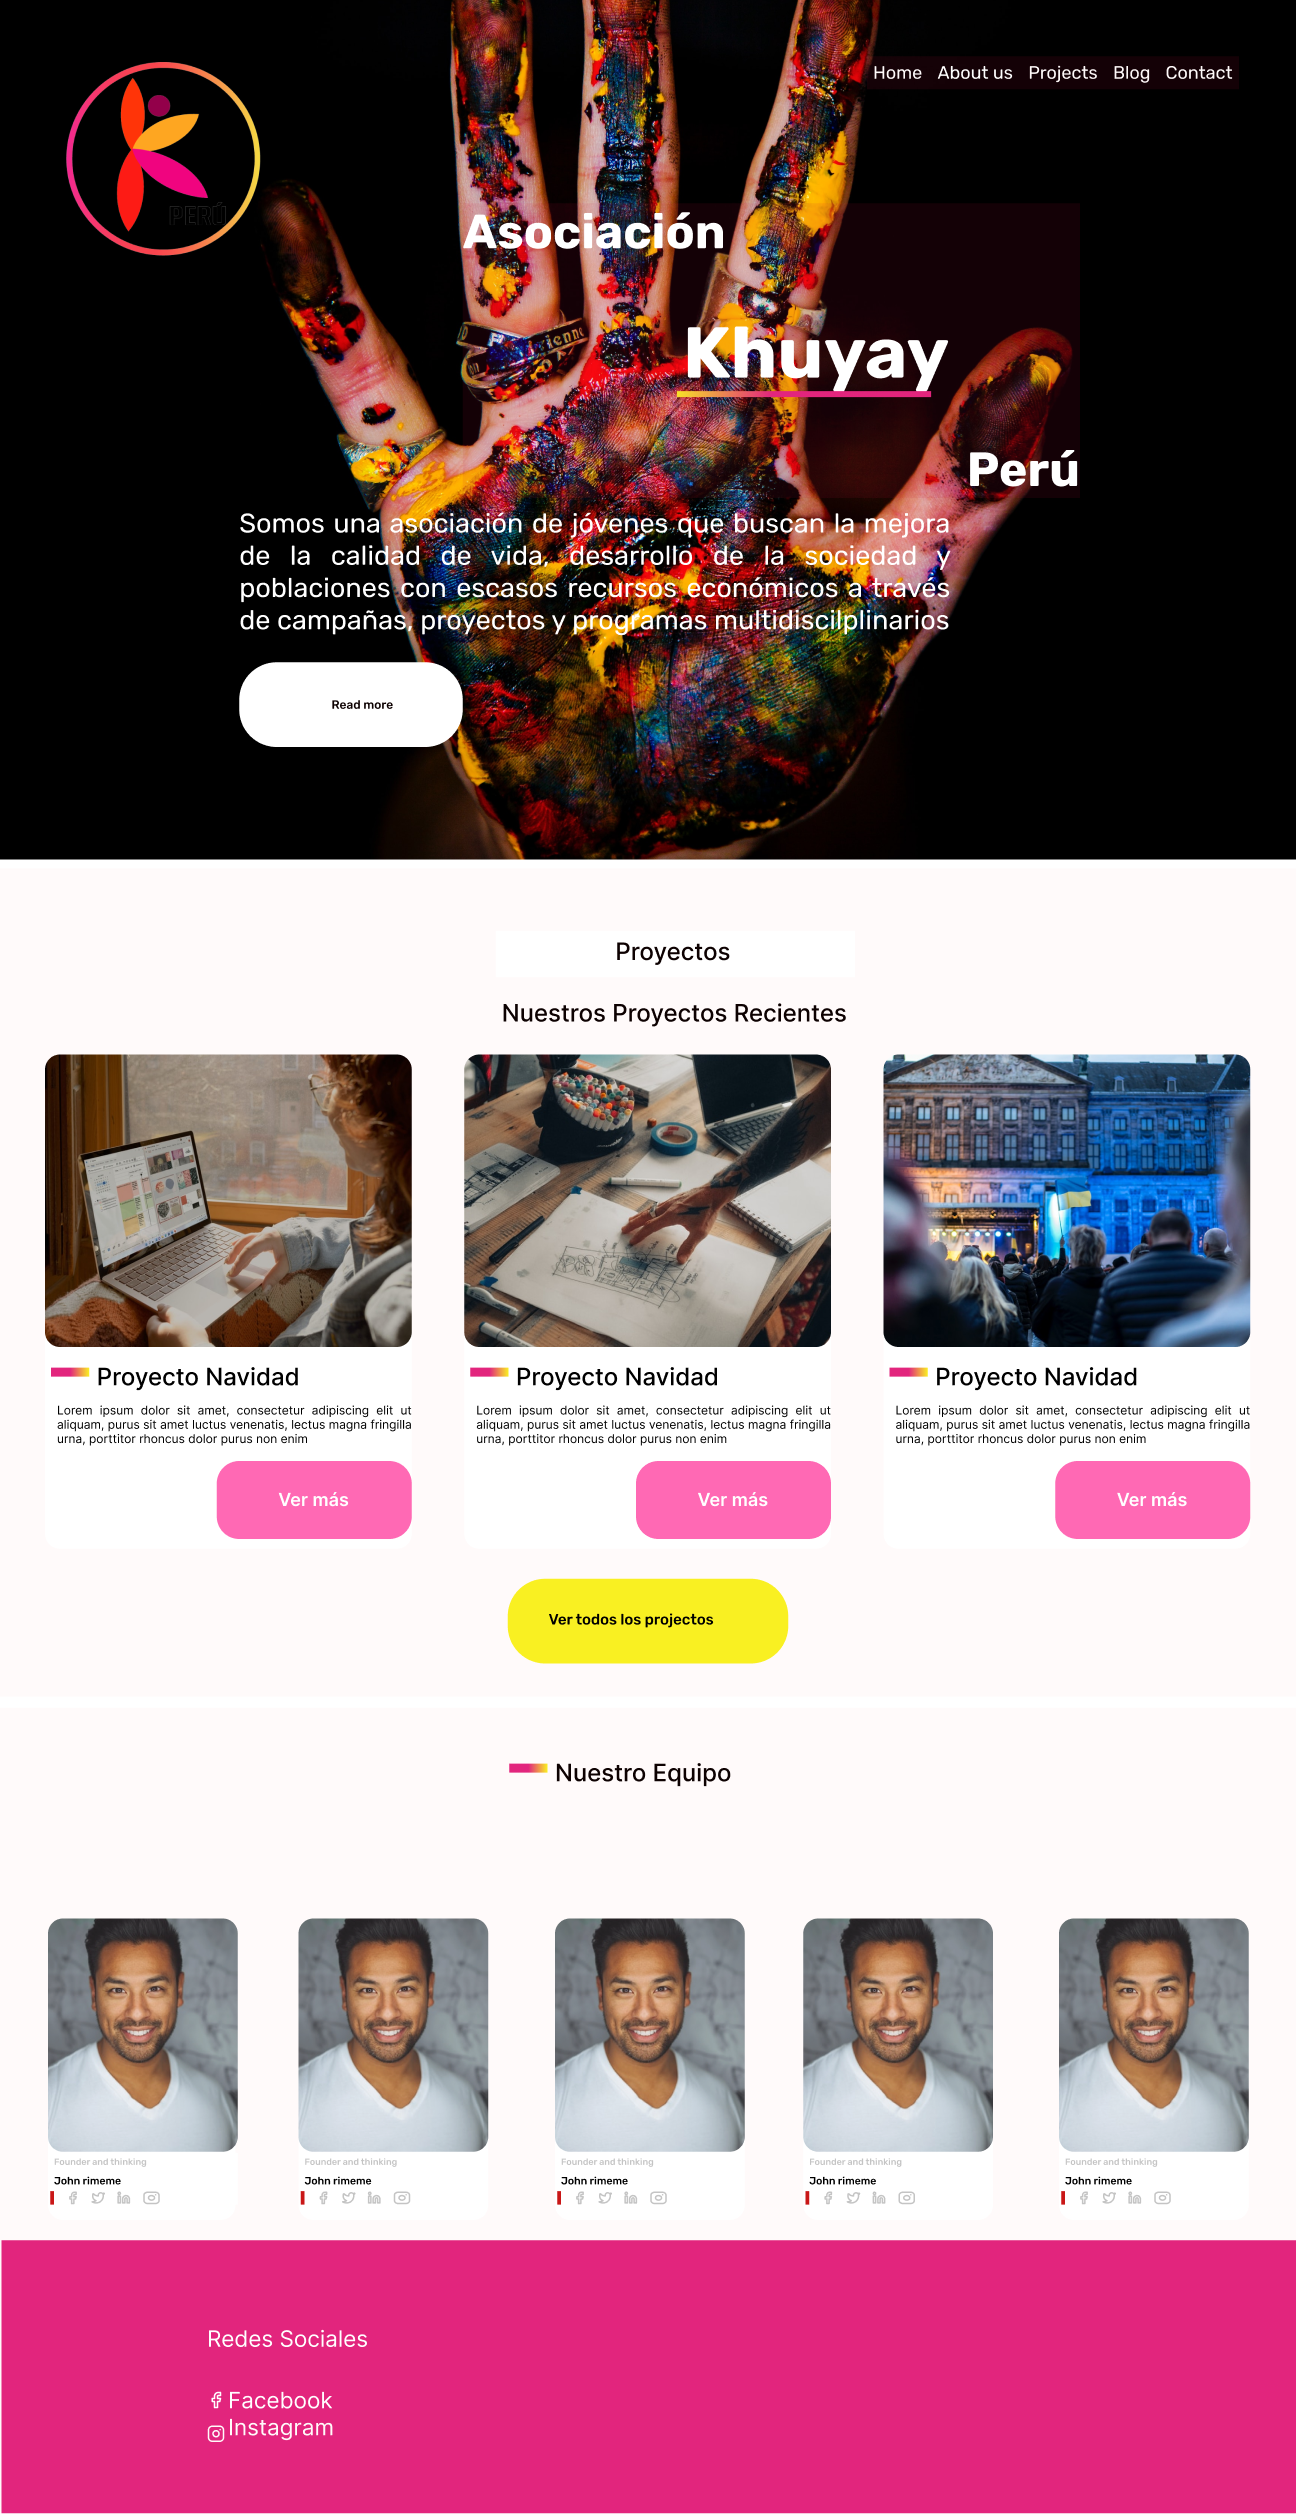 PERÚ
Home About us Projects Blog Contact
Asociación
Khuyay
Perú
Somos una asociación de jóvenes que buscan la mejora
de la calidad de vida, desarrollo de la sociedad y
poblaciones con escasos recursos económicos a través
de campañas, proyectos y programas multidiscilplinarios
Read more
Proyectos
Nuestros Proyectos Recientes
Proyecto Navidad
Lorem ipsum dolor sit amet, consectetur adipiscing elit ut
aliquam, purus sit amet luctus venenatis, lectus magna fringilla
urna, porttitor rhoncus dolor purus non enim
Ver más
Proyecto Navidad
Lorem ipsum dolor sit amet, consectetur adipiscing elit ut
aliquam, purus sit amet luctus venenatis, lectus magna fringilla
urna, porttitor rhoncus dolor purus non enim
Ver más
Proyecto Navidad
Lorem ipsum dolor sit amet, consectetur adipiscing elit ut
aliquam, purus sit amet luctus venenatis, lectus magna fringilla
urna, porttitor rhoncus dolor purus non enim
Ver más
Ver todos los projectos
Nuestro Equipo
Founder and thinking
John rimeme
Founder and thinking
John rimeme
Founder and thinking
John rimeme
Founder and thinking
John rimeme
Founder and thinking
John rimeme
Redes Sociales
Facebook
Instagram